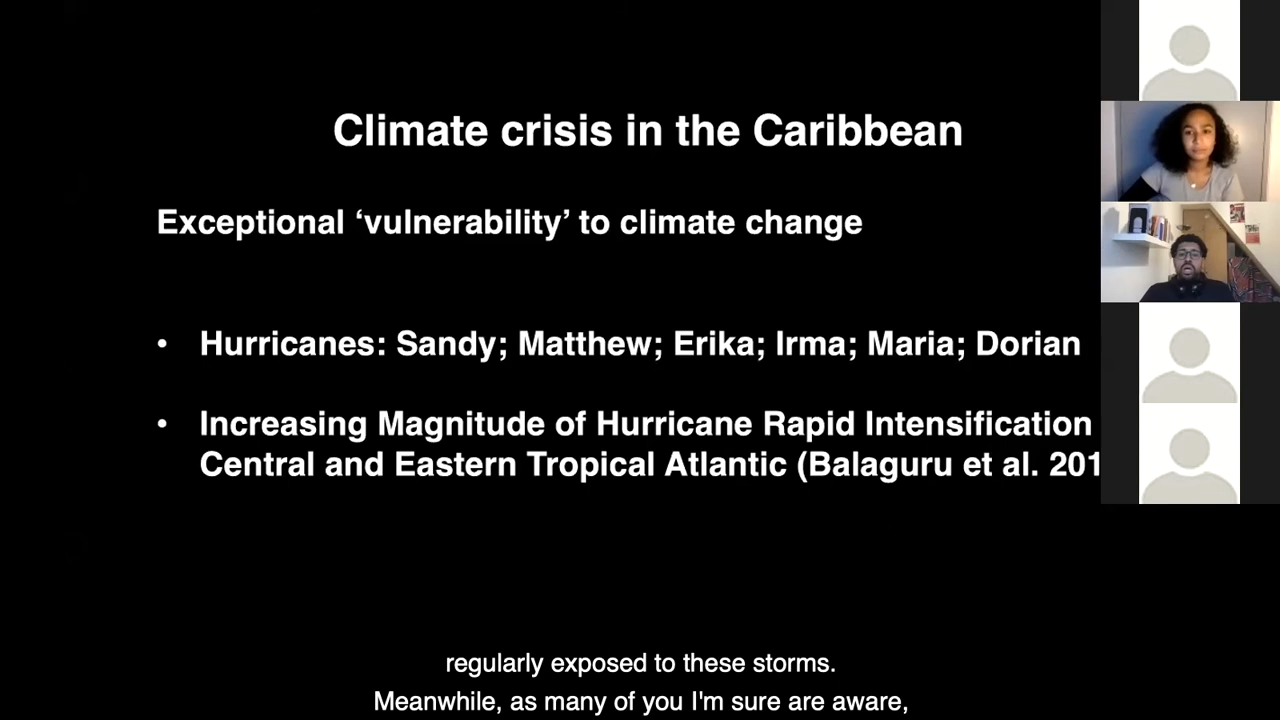 Climate crisis in the Caribbean
Exceptional ‘vulnerability’ to climate change
• Hurricanes: Sandy; Matthew; Erika; Irma; Maria; Dorian
• Increasing Magnitude of Hurricane Rapid Intensification
Central and Eastern Tropical Atlantic (Balaguru et al. 201
regularly exposed to these storms.
Meanwhile, as many of you I'm sure are aware,